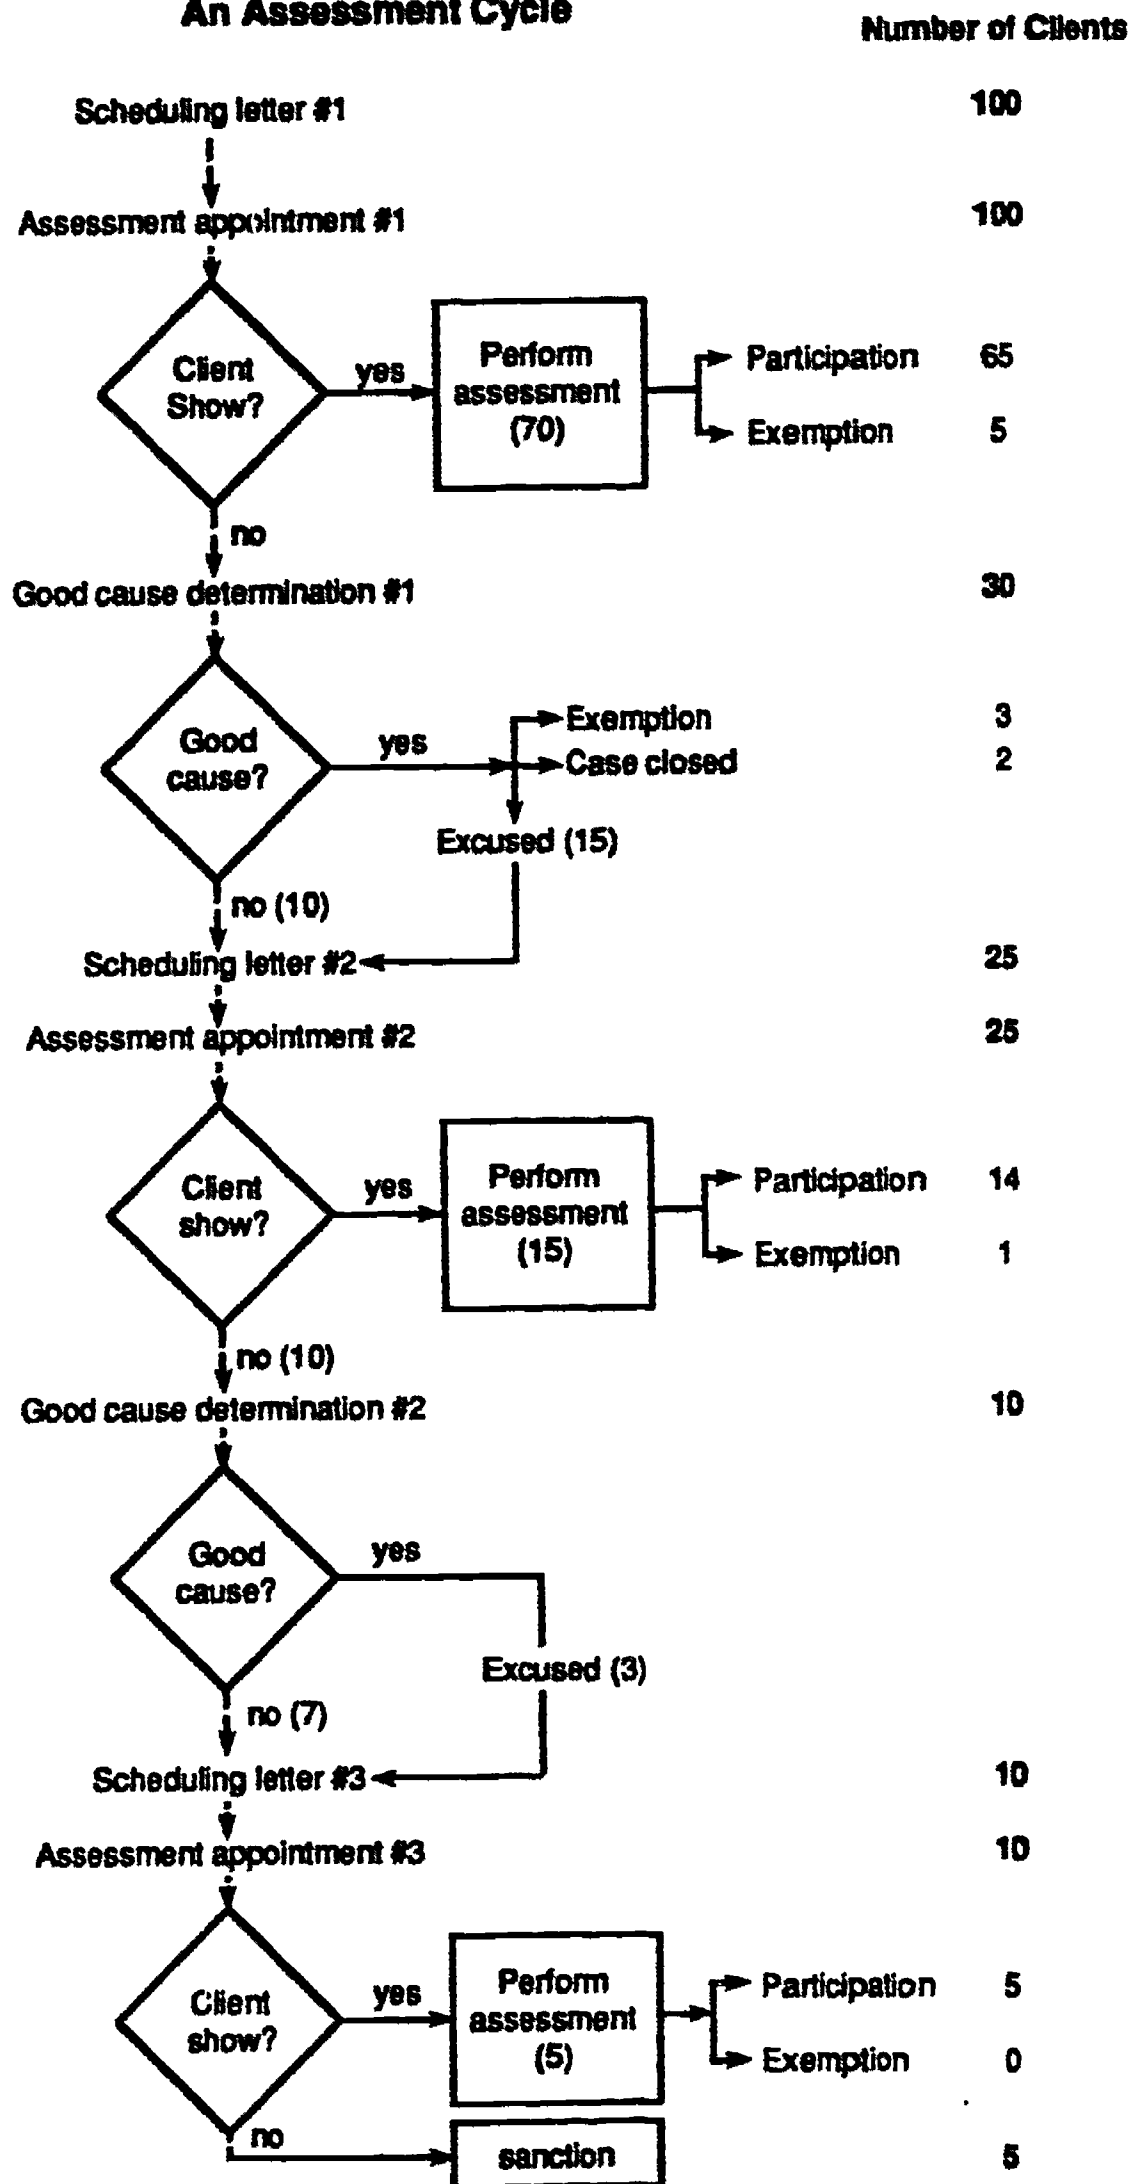 An Assessment Cycle
Number of Clients
Scheduling letter #1
100
Assessment appointment #1
100
Client
Show?
yes
Perform
assessment
(70)
Participation
65
Exemption
5
no
Good cause determination #1
30
Good
cause?
yes
Exemption
3
Case closed
2
Excused (15)
no (10)
Scheduling letter #2
25
Assessment appointment #2
25
Client
show?
yes
Perform
assessment
(15)
Participation
14
Exemption
1
no (10)
Good cause determination #2
10
Good
cause?
yes
Excused (3)
no (7)
Scheduling letter #3
10
Assessment appointment #3
10
Client
show?
yes
Perform
assessment
(5)
Participation
5
Exemption
0
no
sanction
5